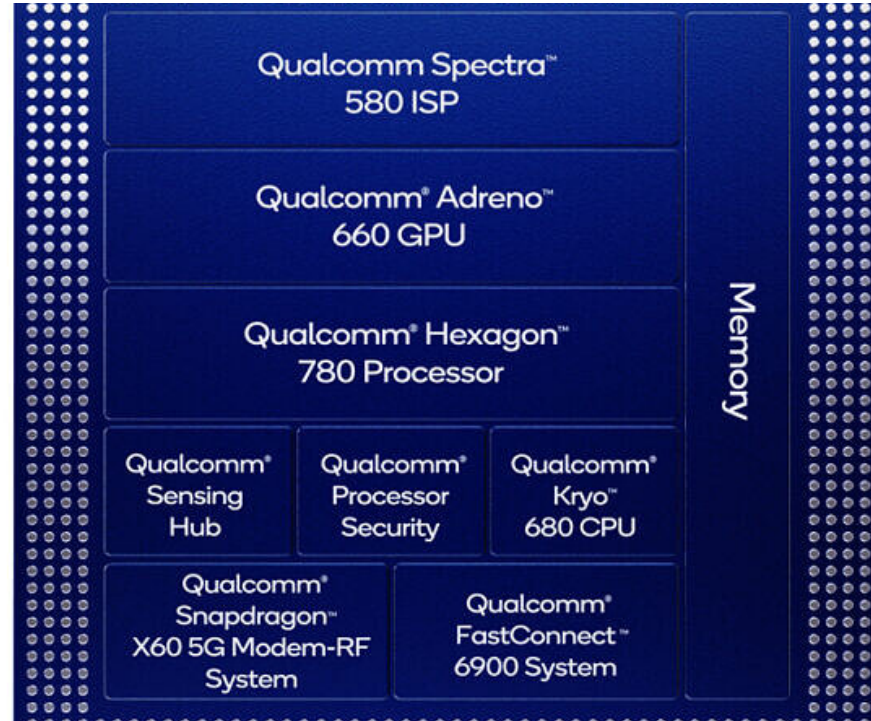 Qualcomm Spectra™
580 ISP
Qualcomm® Adreno™
660 GPU
Qualcomm® Hexagon™
780 Processor
Memory
Qualcomm®
Sensing
Hub
Qualcomm®
Processor
Security
Qualcomm®
Kryo™
680 CPU
Qualcomm®
Snapdragon™
X60 5G Modem-RF
System
Qualcomm®
FastConnect™
6900 System